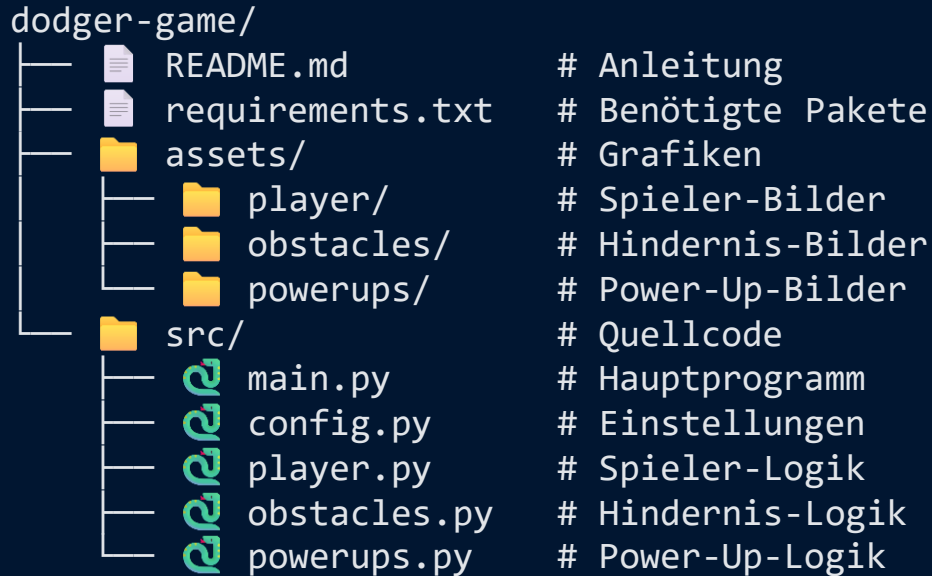 dodger-game/
├── 📄 README.md # Anleitung
├── 📄 requirements.txt # Benötigte Pakete
├── 📁 assets/ # Grafiken
│ ├── 📁 player/ # Spieler-Bilder
│ ├── 📁 obstacles/ # Hindernis-Bilder
│ └── 📁 powerups/ # Power-Up-Bilder
└── 📁 src/ # Quellcode
├── 🐍 main.py # Hauptprogramm
├── 🐍 config.py # Einstellungen
├── 🐍 player.py # Spieler-Logik
├── 🐍 obstacles.py # Hindernis-Logik
└── 🐍 powerups.py # Power-Up-Logik